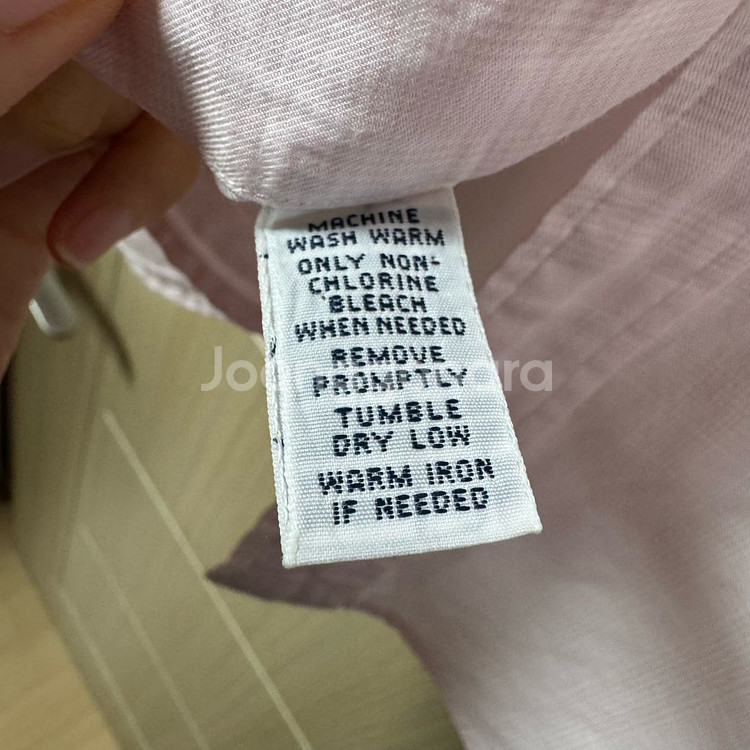 MACHINE
WASH WARM
ONLY NON-
CHLORINE
BLEACH
WHEN NEEDED
REMOVE
PROMPTLY
TUMBLE
DRY LOW
WARM IRON
IF NEEDED